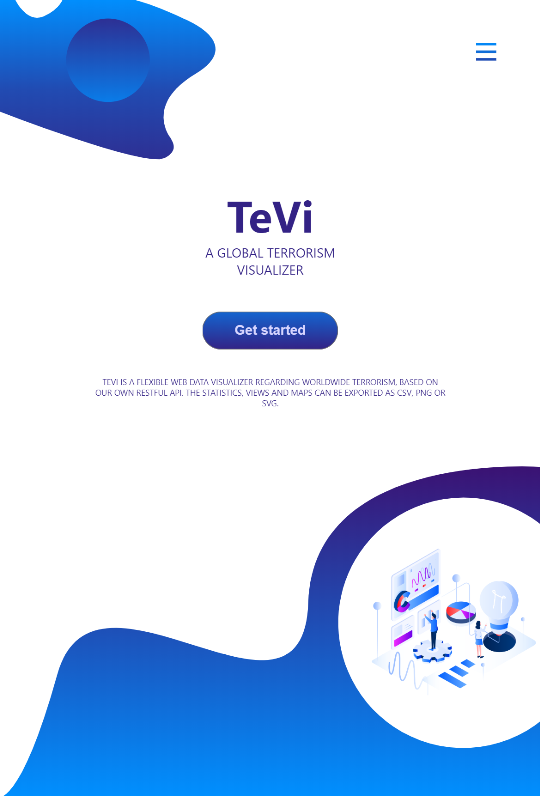 TeVi
A GLOBAL TERRORISM
VISUALIZER
Get started
TEVI IS A FLEXIBLE WEB DATA VISUALIZER REGARDING WORLDWIDE TERRORISM, BASED ON
OUR OWN RESTFUL API. THE STATISTICS, VIEWS AND MAPS CAN BE EXPORTED AS CSV, PNG OR
SVG.